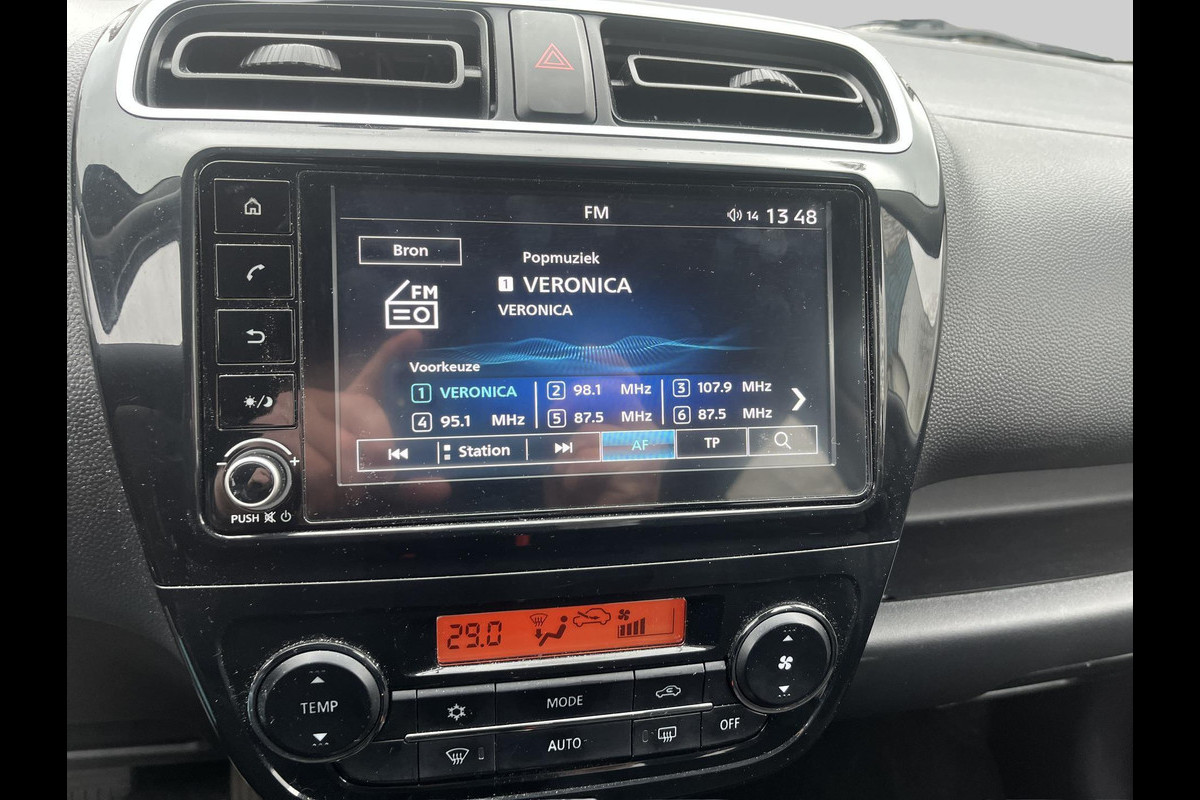 FM
14 13 48
Bron
Popmuziek
1 VERONICA
FM
VERONICA
Voorkeuze
1 VERONICA 2 98.1 MHz 3 107.9 MHz
4 95.1 MHz 5 87.5 MHz 6 87.5 MHz
Station AF TP
PUSH
29.0
TEMP
MODE
AUTO
OFF